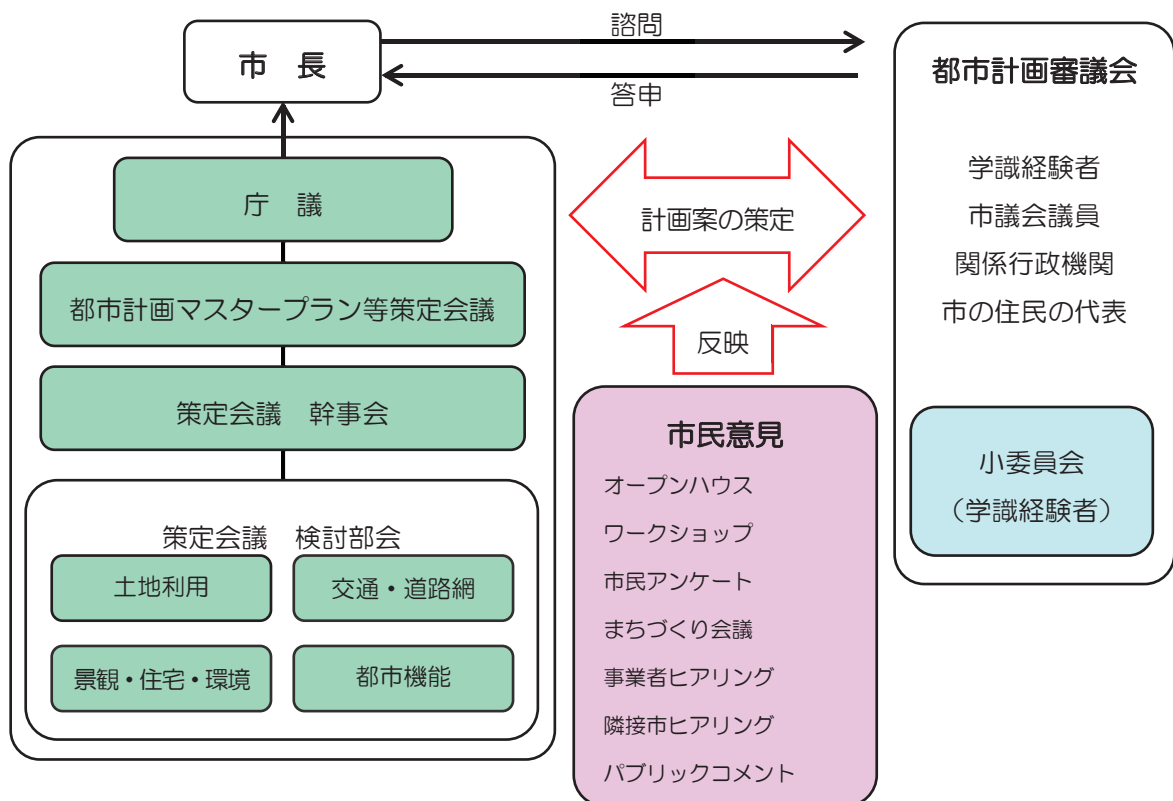 諮問
市 長
答申
都市計画審議会
学識経験者
市議会議員
関係行政機関
市の住民の代表
小委員会
(学識経験者)
庁 議
都市計画マスタープラン等策定会議
策定会議 幹事会
策定会議 検討部会
土地利用
交通・道路網
景観・住宅・環境
都市機能
計画案の策定
反映
市民意見
オープンハウス
ワークショップ
市民アンケート
まちづくり会議
事業者ヒアリング
隣接市ヒアリング
パブリックコメント